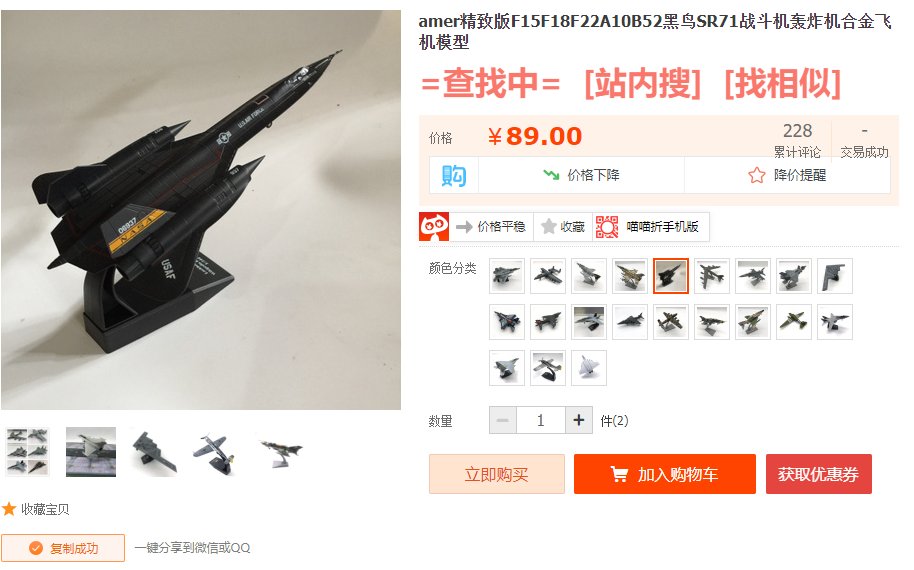 amer精致版F15F18F22A10B52黑鸟SR71战斗机轰炸机合金飞
机模型
=查找中= [站内搜] [找相似]
价格
￥89.00
228
累计评论
-
交易成功
购
价格下降
降价提醒
价格平稳
收藏
喵喵折手机版
颜色分类
数量
1
件(2)
立即购买
加入购物车
获取优惠券
U.S.AIR FORCE
06937
NASA
USAF
收藏宝贝
复制成功
一键分享到微信或QQ